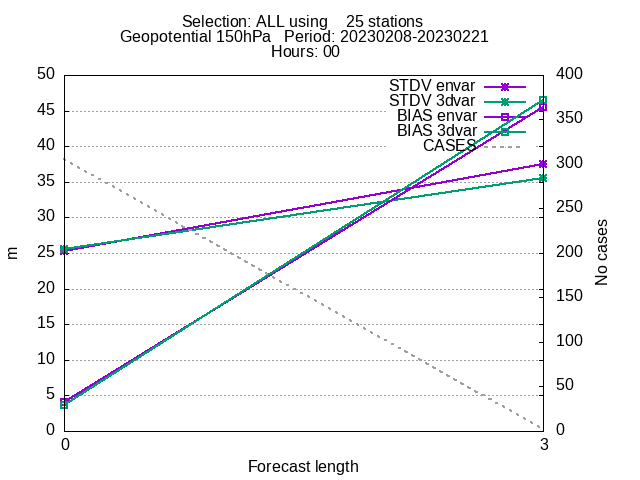 Selection: ALL using    25 stations
Geopotential 150hPa   Period: 20230208-20230221
Hours: 00
50
45
40
35
30
25
20
15
10
5
0
m
STDV envar
STDV 3dvar
BIAS envar
BIAS 3dvar
CASES
400
350
300
250
200
150
100
50
0
No cases
0
3
Forecast length